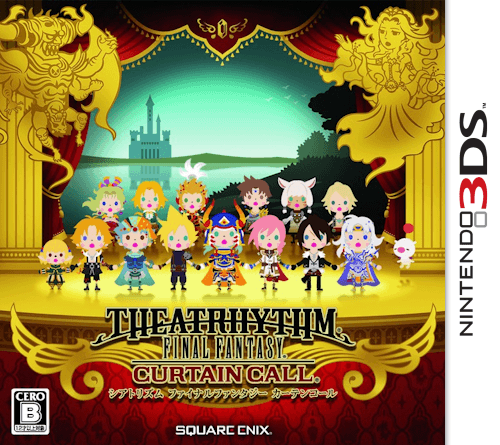 NINTENDO 3DS
THEATRHYTHM
FINAL FANTASY
CURTAIN CALL
シアトリズム ファイナルファンタジー カーテンコール
CERO
B
SQUARE ENIX